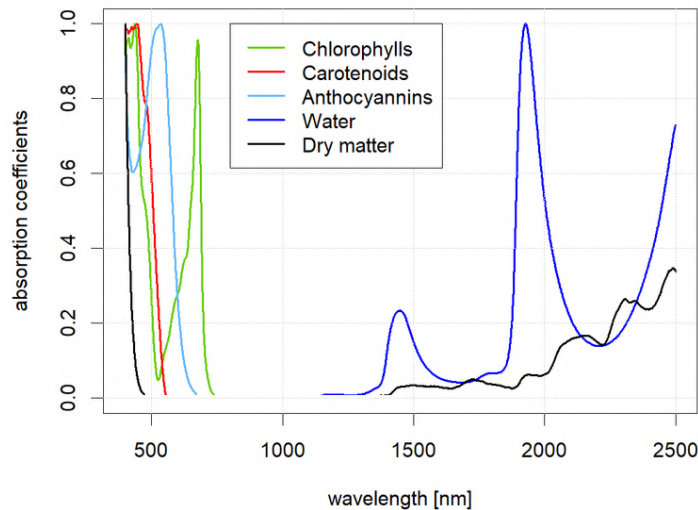 1.0
0.8
0.6
0.4
0.2
0.0
absorption coefficients
Chlorophylls
Carotenoids
Anthocyannins
Water
Dry matter
500 1000 1500 2000 2500
wavelength [nm]